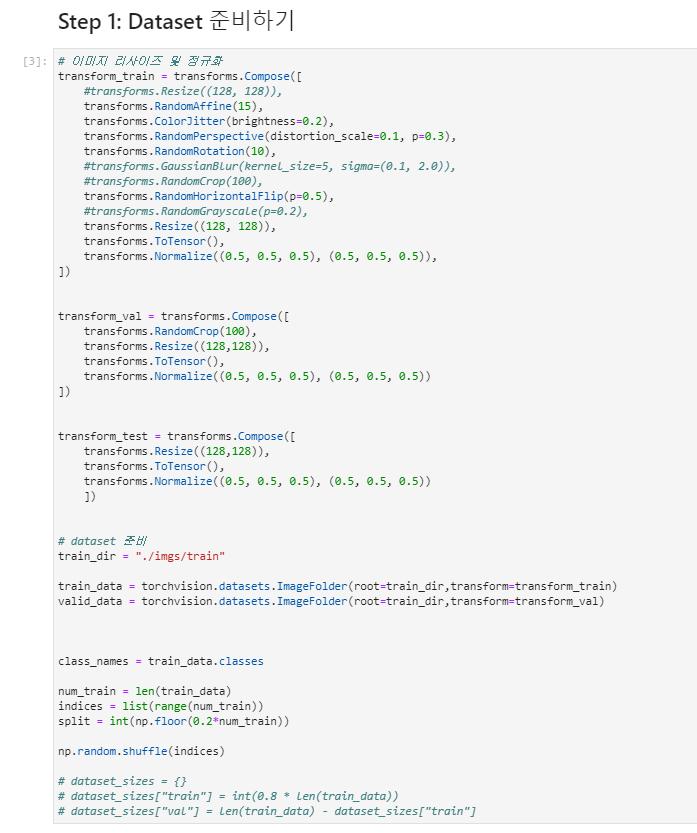 Step 1: Dataset 준비하기
[3]: # 이미지 리사이즈 및 정규화
transform_train = transforms.Compose([
    #transforms.Resize((128, 128)),
    transforms.RandomAffine(15),
    transforms.ColorJitter(brightness=0.2),
    transforms.RandomPerspective(distortion_scale=0.1, p=0.3),
    transforms.RandomRotation(10),
    #transforms.GaussianBlur(kernel_size=5, sigma=(0.1, 2.0)),
    #transforms.RandomCrop(100),
    transforms.RandomHorizontalFlip(p=0.5),
    #transforms.RandomGrayscale(p=0.2),
    transforms.Resize((128, 128)),
    transforms.ToTensor(),
    transforms.Normalize((0.5, 0.5, 0.5), (0.5, 0.5, 0.5)),
])
transform_val = transforms.Compose([
    transforms.RandomCrop(100),
    transforms.Resize((128,128)),
    transforms.ToTensor(),
    transforms.Normalize((0.5, 0.5, 0.5), (0.5, 0.5, 0.5))
])
transform_test = transforms.Compose([
    transforms.Resize((128,128)),
    transforms.ToTensor(),
    transforms.Normalize((0.5, 0.5, 0.5), (0.5, 0.5, 0.5))
    ])
# dataset 준비
train_dir = "./imgs/train"
train_data = torchvision.datasets.ImageFolder(root=train_dir,transform=transform_train)
valid_data = torchvision.datasets.ImageFolder(root=train_dir,transform=transform_val)
class_names = train_data.classes
num_train = len(train_data)
indices = list(range(num_train))
split = int(np.floor(0.2*num_train))
np.random.shuffle(indices)
# dataset_sizes = {}
# dataset_sizes["train"] = int(0.8 * len(train_data))
# dataset_sizes["val"] = len(train_data) - dataset_sizes["train"]